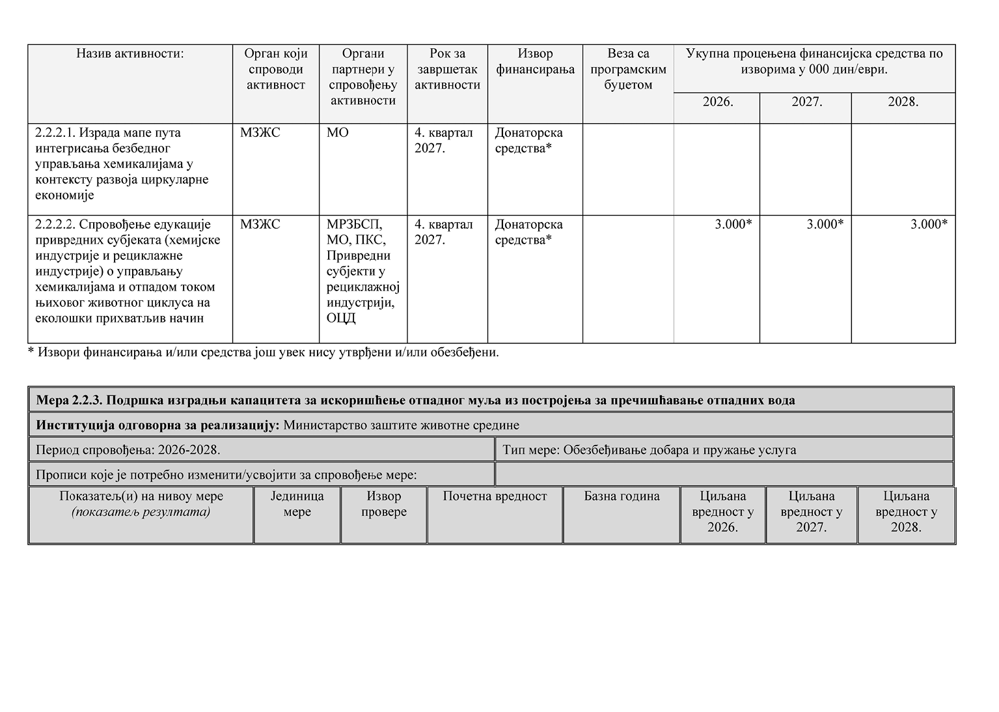 Назив активности:
Орган који
спроводи
активност
Органи
партнери у
спровођењу
активности
Рок за
завршетак
активности
Извор
финансирања
Веза са
програмским
буџетом
Укупна процењена финансијска средства по
изворима у 000 дин/еври.
2026.
2027.
2028.
2.2.2.1. Израда мапе пута
интегрисања безбедног
управљања хемикалијама у
контексту развоја циркуларне
економије
МЗЖС
МО
4. квартал
2027.
Донаторска
средства*
2.2.2.2. Спровођење едукације
привредних субјеката (хемијске
индустрије и рециклажне
индустрије) о управљању
хемикалијама и отпадом током
њиховог животног циклуса на
еколошки прихватљив начин
МЗЖС
МРЗБСП,
МО, ПКС,
Привредни
субјекти у
рециклажној
индустрији,
ОЦД
4. квартал
2027.
Донаторска
средства*
3.000*
3.000*
3.000*
* Извори финансирања и/или средства још увек нису утврђени и/или обезбеђени.
Мера 2.2.3. Подршка изградњи капацитета за искоришћење отпадног муља из постројења за пречишћавање отпадних вода
Институција одговорна за реализацију: Министарство заштите животне средине
Период спровођења: 2026-2028.
Тип мере: Обезбеђивање добара и пружање услуга
Прописи које је потребно изменити/усвојити за спровођење мере:
Показатељ(и) на нивоу мере
(показатељ резултата)
Јединица
мере
Извор
провере
Почетна вредност
Базна година
Циљана
вредност у
2026.
Циљана
вредност у
2027.
Циљана
вредност у
2028.